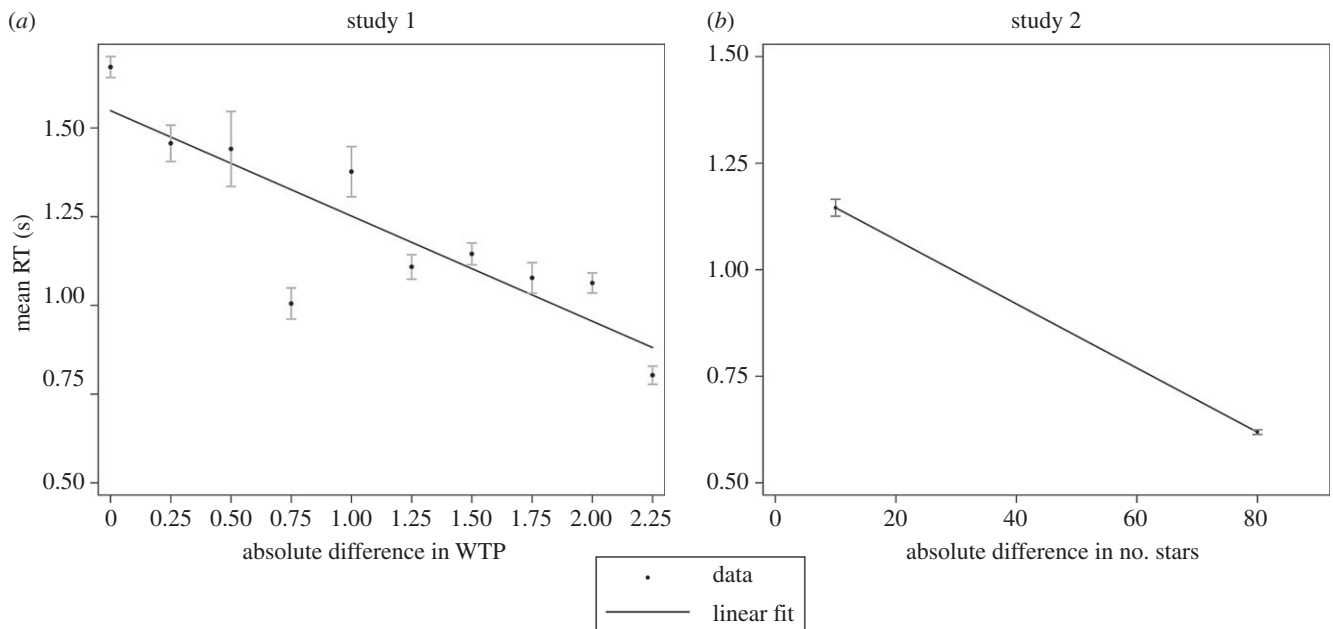 (a) study 1
1.50
1.25
1.00
0.75
0.50
mean RT (s)
0 0.25 0.50 0.75 1.00 1.25 1.50 1.75 2.00 2.25
absolute difference in WTP
(b) study 2
1.50
1.25
1.00
0.75
0.50
0 20 40 60 80
absolute difference in no. stars
data
linear fit